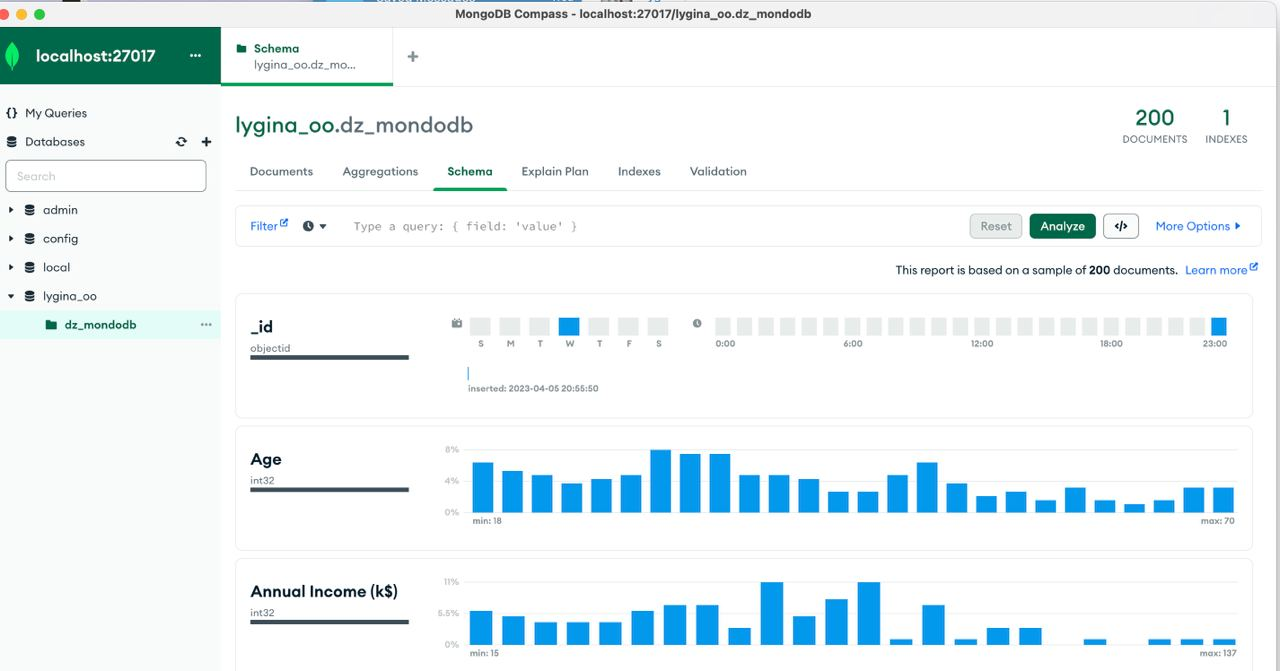 MongoDB Compass - localhost:27017/lygina_oo.dz_mondodb
localhost:27017
Schema
lygina_oo.dz_mo...
{} My Queries
Databases
Search
admin
config
local
lygina_oo
dz_mondodb
lygina_oo.dz_mondodb
200
DOCUMENTS
1
INDEXES
Documents Aggregations Schema Explain Plan Indexes Validation
Filter Type a query: { field: 'value' } Reset Analyze </> More Options
This report is based on a sample of 200 documents. Learn more
_id
objectid
S M T W T F S
0:00 6:00 12:00 18:00 23:00
inserted: 2023-04-05 20:55:50
Age
int32
8%
4%
0%
min: 18 max: 70
Annual Income (k$)
int32
11%
5.5%
0%
min: 15 max: 137